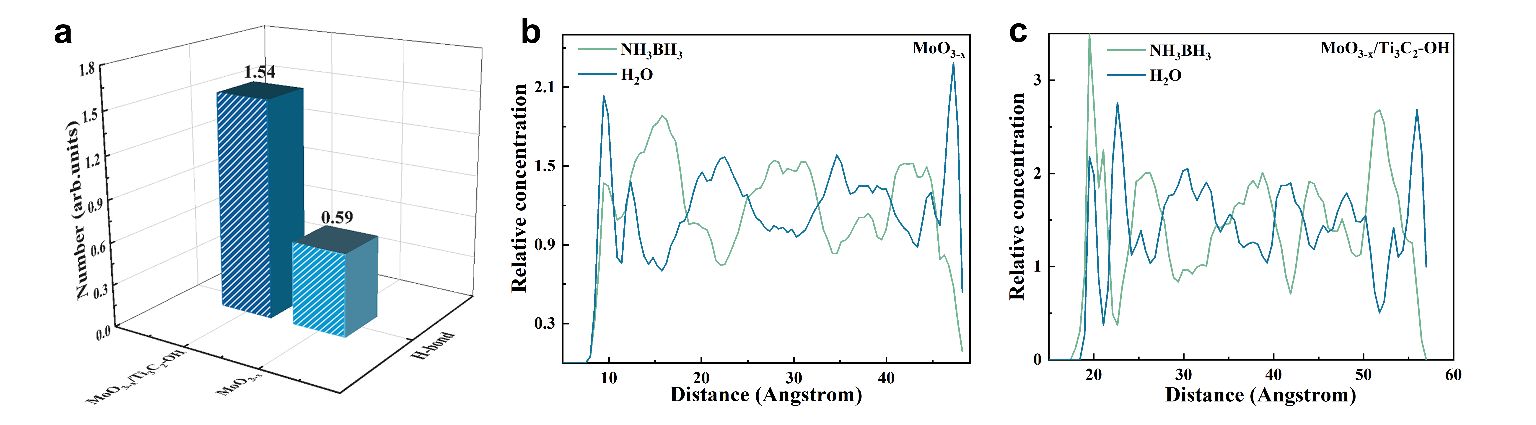 a
1.8
1.5
1.2
0.9
0.6
0.3
0.0
Number (arb.units)
1.54
0.59
MoO3-x/Ti3C2-OH
MoO3-x
H-bond
b
NH3BH3
H2O
MoO3-x
2.1
1.5
0.9
0.3
Relative concentration
10 20 30 40
Distance (Angstrom)
c
NH3BH3
H2O
MoO3-x/Ti3C2-OH
3
2
1
0
Relative concentration
20 30 40 50 60
Distance (Angstrom)